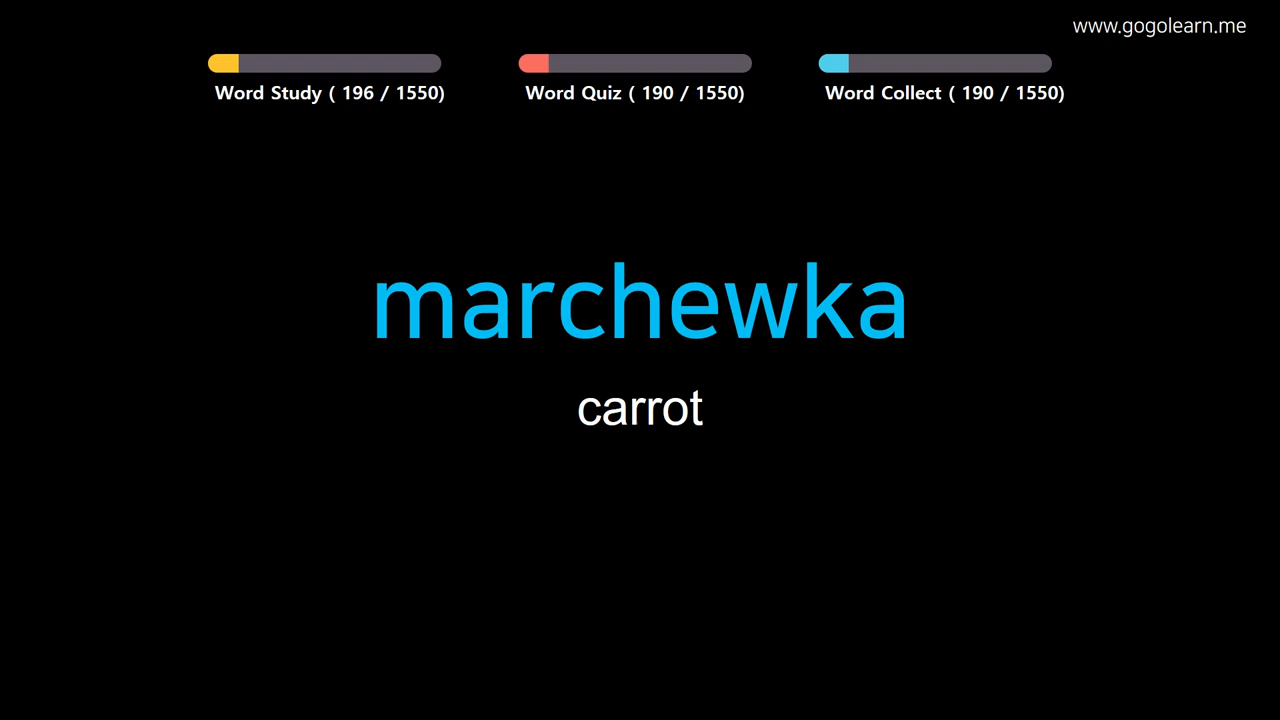 www.gogolearn.me
Word Study ( 196 / 1550)
Word Quiz ( 190 / 1550)
Word Collect ( 190 / 1550)
marchewka
carrot